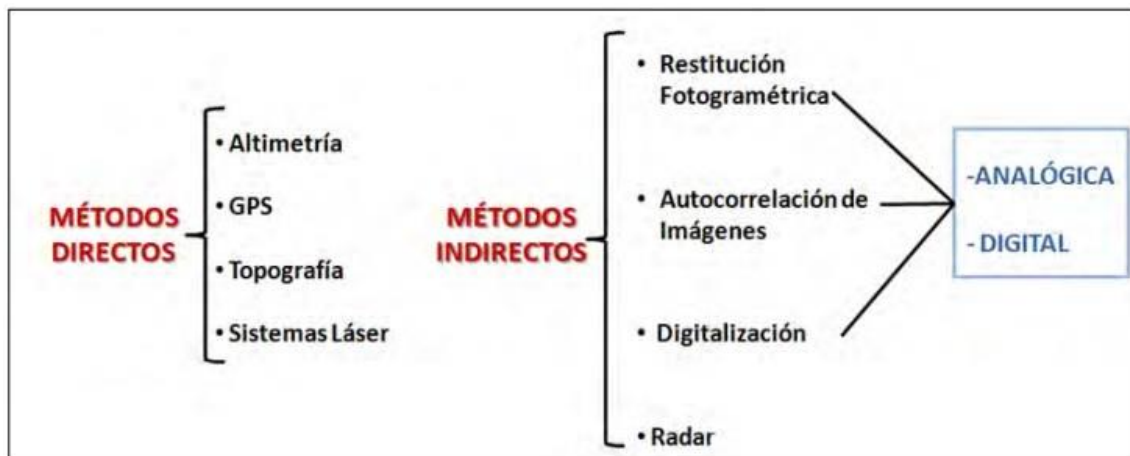 MÉTODOS
DIRECTOS
• Altimetría
• GPS
• Topografía
• Sistemas Láser
MÉTODOS
INDIRECTOS
• Restitución
Fotogramétrica
• Autocorrelación de
Imágenes
• Digitalización
• Radar
-ANALÓGICA
- DIGITAL